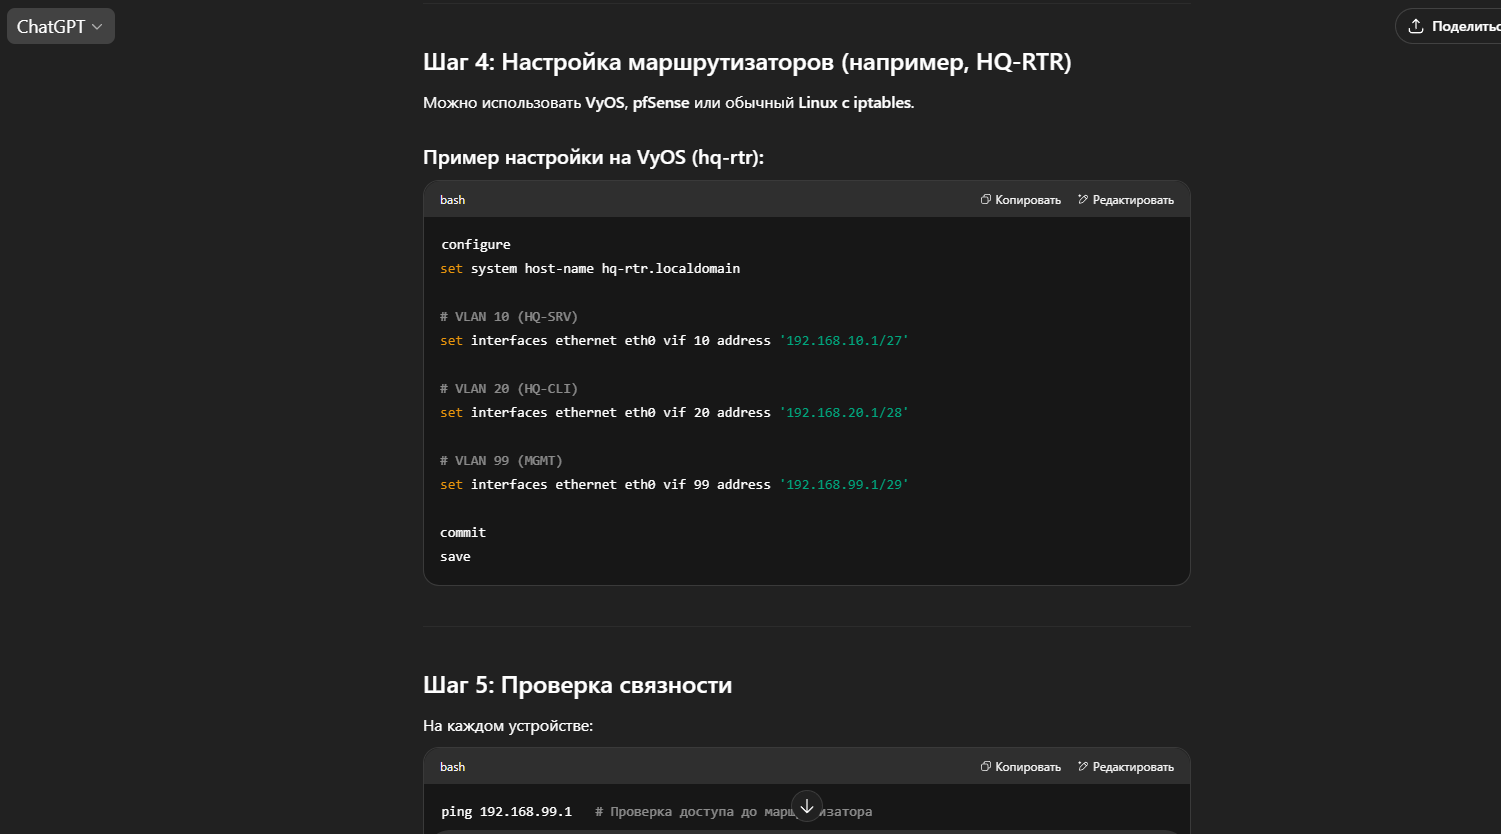 ChatGPT
Поделитьс
Шаг 4: Настройка маршрутизаторов (например, HQ-RTR)
Можно использовать VyOS, pfSense или обычный Linux с iptables.
Пример настройки на VyOS (hq-rtr):
bash
Копировать
Редактировать
configure
set system host-name hq-rtr.localdomain
# VLAN 10 (HQ-SRV)
set interfaces ethernet eth0 vif 10 address '192.168.10.1/27'
# VLAN 20 (HQ-CLI)
set interfaces ethernet eth0 vif 20 address '192.168.20.1/28'
# VLAN 99 (MGMT)
set interfaces ethernet eth0 vif 99 address '192.168.99.1/29'
commit
save
Шаг 5: Проверка связности
На каждом устройстве:
bash
Копировать
Редактировать
ping 192.168.99.1 # Проверка доступа до